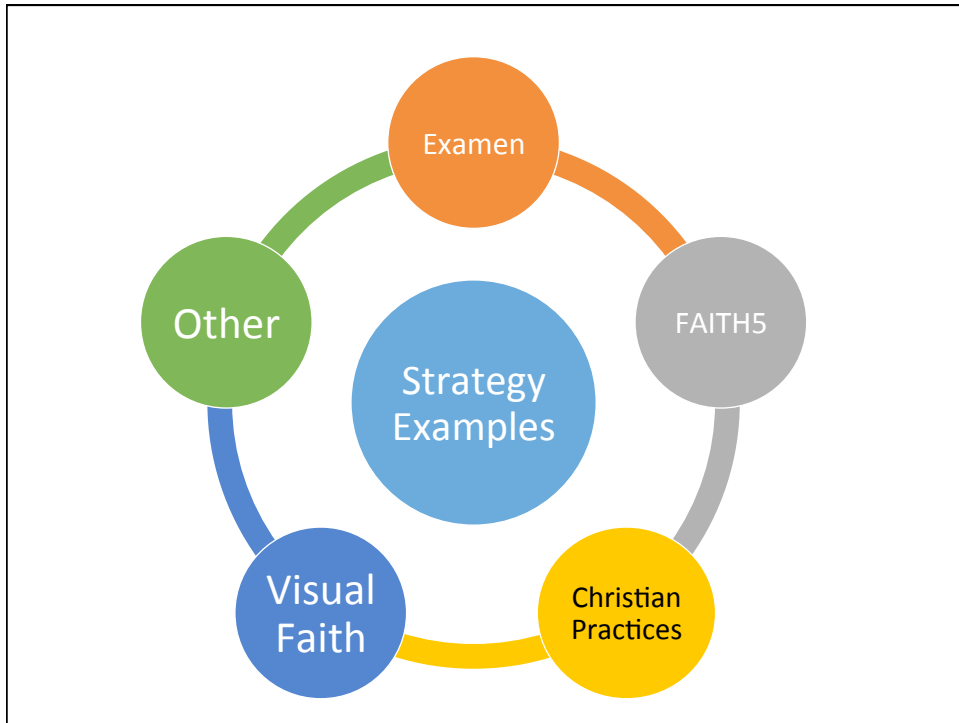 Examen
FAITH5
Christian
Practices
Visual
Faith
Other
Strategy
Examples